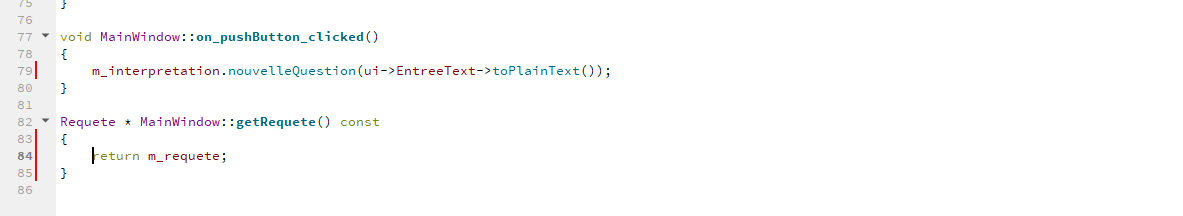 75 }
76
77 void MainWindow::on_pushButton_clicked()
78 {
79 m_interpretation.nouvelleQuestion(ui->EntreeText->toPlainText());
80 }
81
82 Requete * MainWindow::getRequete() const
83 {
84 return m_requete;
85 }
86